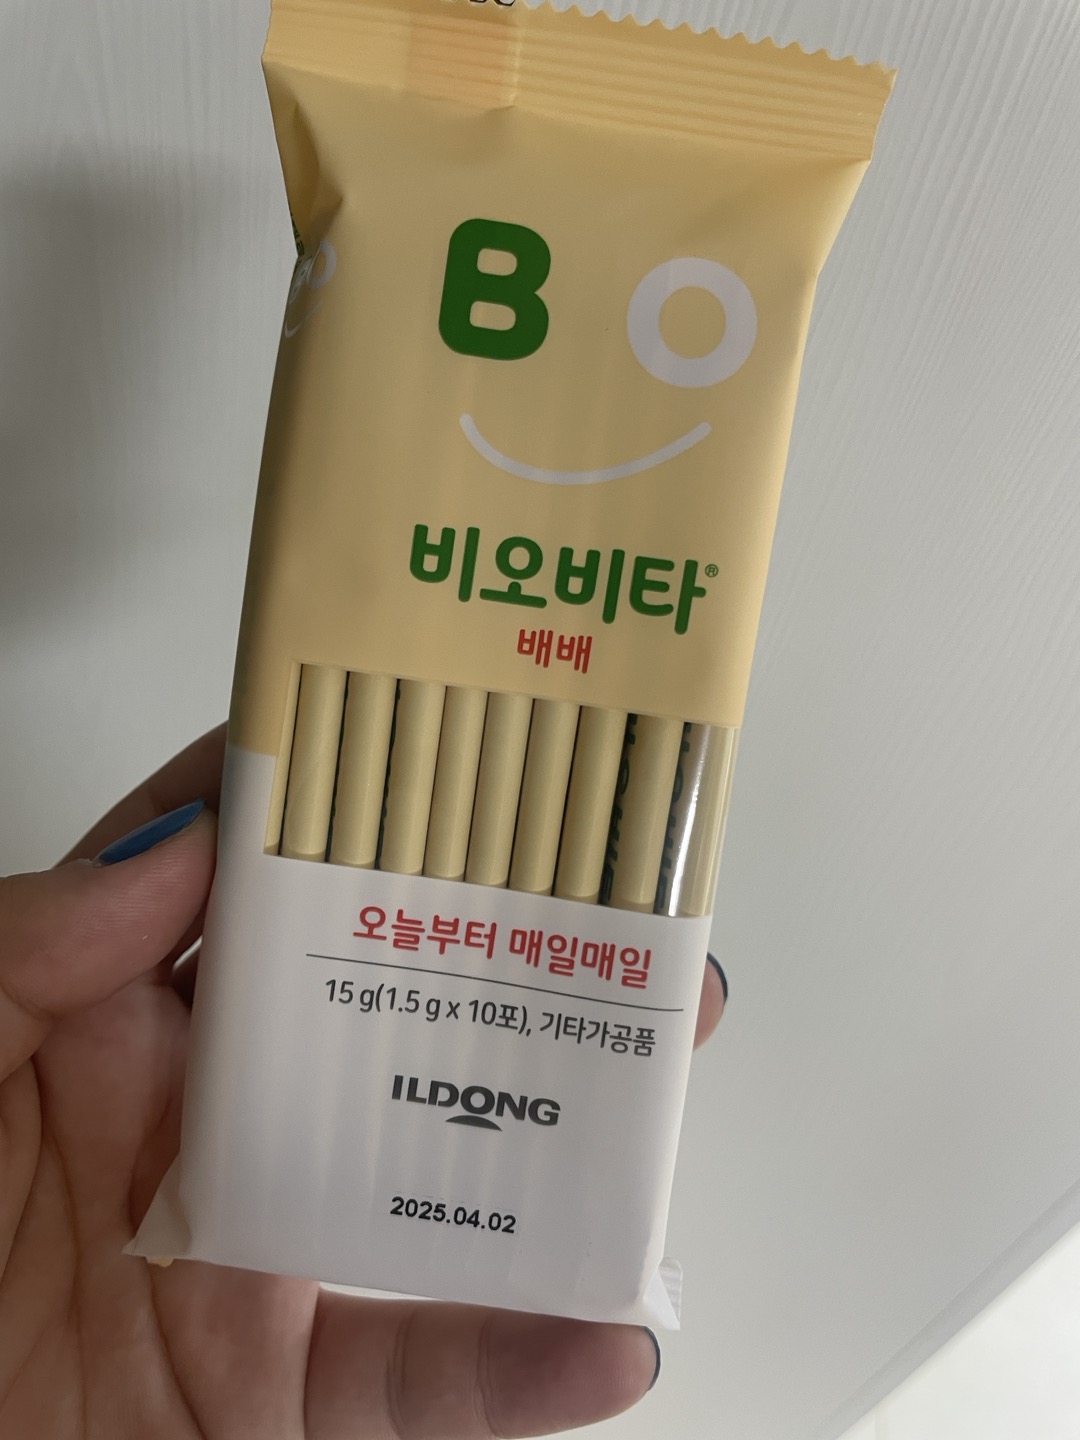 B O
비오비타®
배배
오늘부터 매일매일
15 g(1.5 g x 10포), 기타가공품
ILDONG
2025.04.02